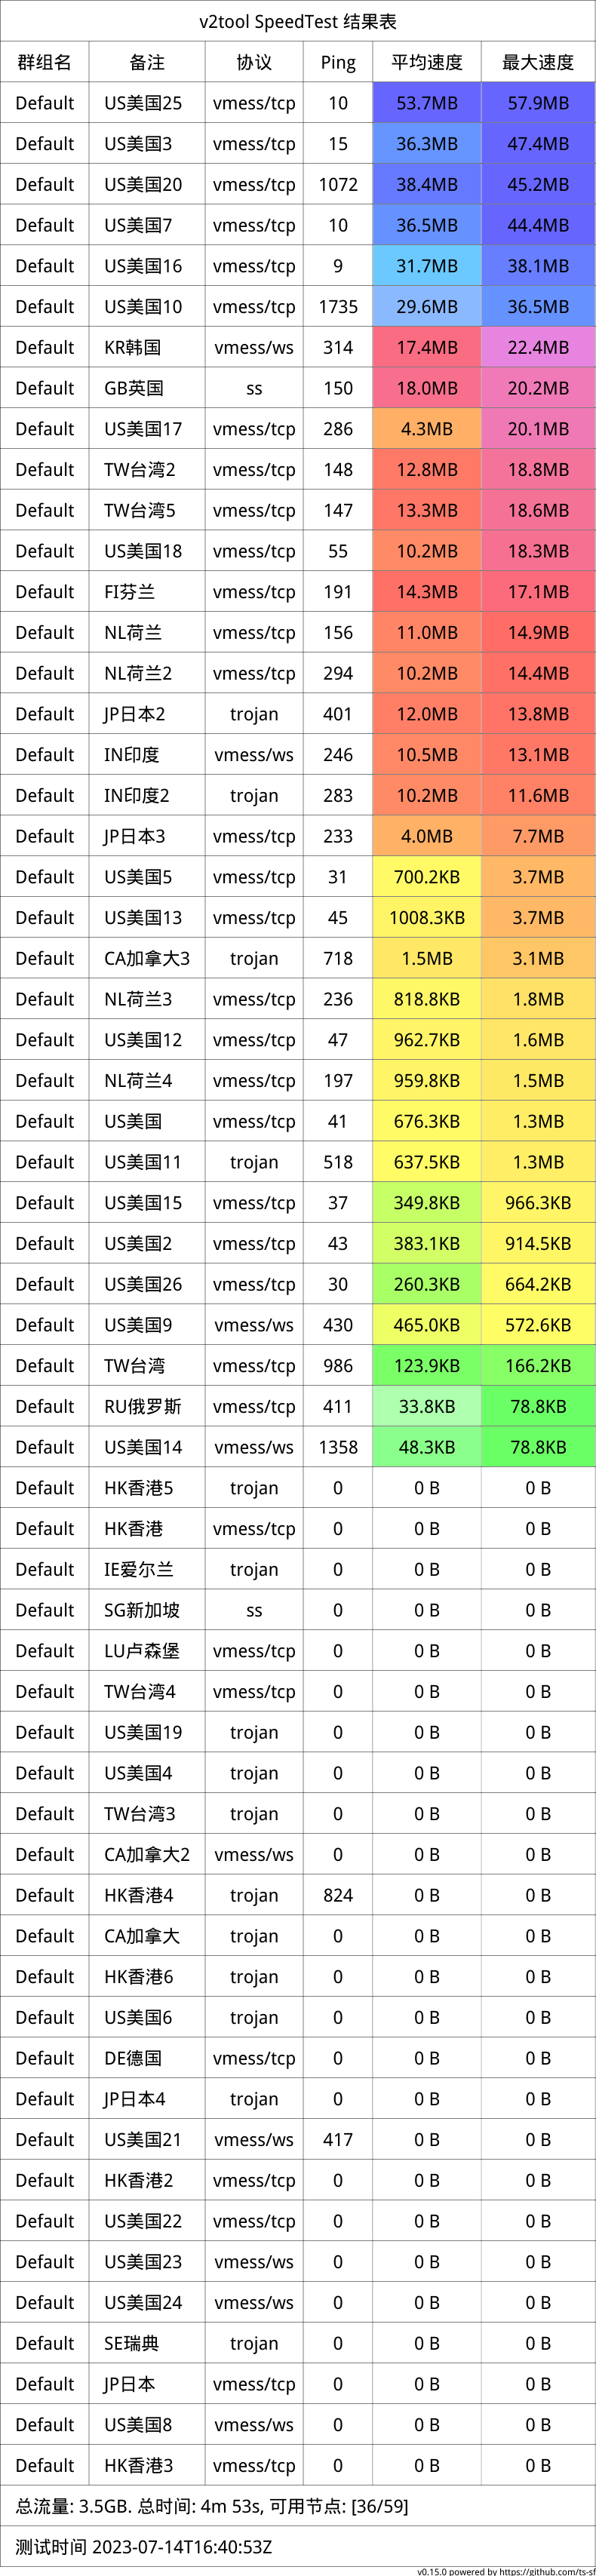 v2tool SpeedTest 结果表
群组名 备注 协议 Ping 平均速度 最大速度
Default US美国25 vmess/tcp 10 53.7MB 57.9MB
Default US美国3 vmess/tcp 15 36.3MB 47.4MB
Default US美国20 vmess/tcp 1072 38.4MB 45.2MB
Default US美国7 vmess/tcp 10 36.5MB 44.4MB
Default US美国16 vmess/tcp 9 31.7MB 38.1MB
Default US美国10 vmess/tcp 1735 29.6MB 36.5MB
Default KR韩国 vmess/ws 314 17.4MB 22.4MB
Default GB英国 ss 150 18.0MB 20.2MB
Default US美国17 vmess/tcp 286 4.3MB 20.1MB
Default TW台湾2 vmess/tcp 148 12.8MB 18.8MB
Default TW台湾5 vmess/tcp 147 13.3MB 18.6MB
Default US美国18 vmess/tcp 55 10.2MB 18.3MB
Default FI芬兰 vmess/tcp 191 14.3MB 17.1MB
Default NL荷兰 vmess/tcp 156 11.0MB 14.9MB
Default NL荷兰2 vmess/tcp 294 10.2MB 14.4MB
Default JP日本2 trojan 401 12.0MB 13.8MB
Default IN印度 vmess/ws 246 10.5MB 13.1MB
Default IN印度2 trojan 283 10.2MB 11.6MB
Default JP日本3 vmess/tcp 233 4.0MB 7.7MB
Default US美国5 vmess/tcp 31 700.2KB 3.7MB
Default US美国13 vmess/tcp 45 1008.3KB 3.7MB
Default CA加拿大3 trojan 718 1.5MB 3.1MB
Default NL荷兰3 vmess/tcp 236 818.8KB 1.8MB
Default US美国12 vmess/tcp 47 962.7KB 1.6MB
Default NL荷兰4 vmess/tcp 197 959.8KB 1.5MB
Default US美国 vmess/tcp 41 676.3KB 1.3MB
Default US美国11 trojan 518 637.5KB 1.3MB
Default US美国15 vmess/tcp 37 349.8KB 966.3KB
Default US美国2 vmess/tcp 43 383.1KB 914.5KB
Default US美国26 vmess/tcp 30 260.3KB 664.2KB
Default US美国9 vmess/ws 430 465.0KB 572.6KB
Default TW台湾 vmess/tcp 986 123.9KB 166.2KB
Default RU俄罗斯 vmess/tcp 411 33.8KB 78.8KB
Default US美国14 vmess/ws 1358 48.3KB 78.8KB
Default HK香港5 trojan 0 0 B 0 B
Default HK香港 vmess/tcp 0 0 B 0 B
Default IE爱尔兰 trojan 0 0 B 0 B
Default SG新加坡 ss 0 0 B 0 B
Default LU卢森堡 vmess/tcp 0 0 B 0 B
Default TW台湾4 vmess/tcp 0 0 B 0 B
Default US美国19 trojan 0 0 B 0 B
Default US美国4 trojan 0 0 B 0 B
Default TW台湾3 trojan 0 0 B 0 B
Default CA加拿大2 vmess/ws 0 0 B 0 B
Default HK香港4 trojan 824 0 B 0 B
Default CA加拿大 trojan 0 0 B 0 B
Default HK香港6 trojan 0 0 B 0 B
Default US美国6 trojan 0 0 B 0 B
Default DE德国 vmess/tcp 0 0 B 0 B
Default JP日本4 trojan 0 0 B 0 B
Default US美国21 vmess/ws 417 0 B 0 B
Default HK香港2 vmess/tcp 0 0 B 0 B
Default US美国22 vmess/tcp 0 0 B 0 B
Default US美国23 vmess/ws 0 0 B 0 B
Default US美国24 vmess/ws 0 0 B 0 B
Default SE瑞典 trojan 0 0 B 0 B
Default JP日本 vmess/tcp 0 0 B 0 B
Default US美国8 vmess/ws 0 0 B 0 B
Default HK香港3 vmess/tcp 0 0 B 0 B
总流量: 3.5GB. 总时间: 4m 53s, 可用节点: [36/59]
测试时间 2023-07-14T16:40:53Z
v0.15.0 powered by https://github.com/ts-sf